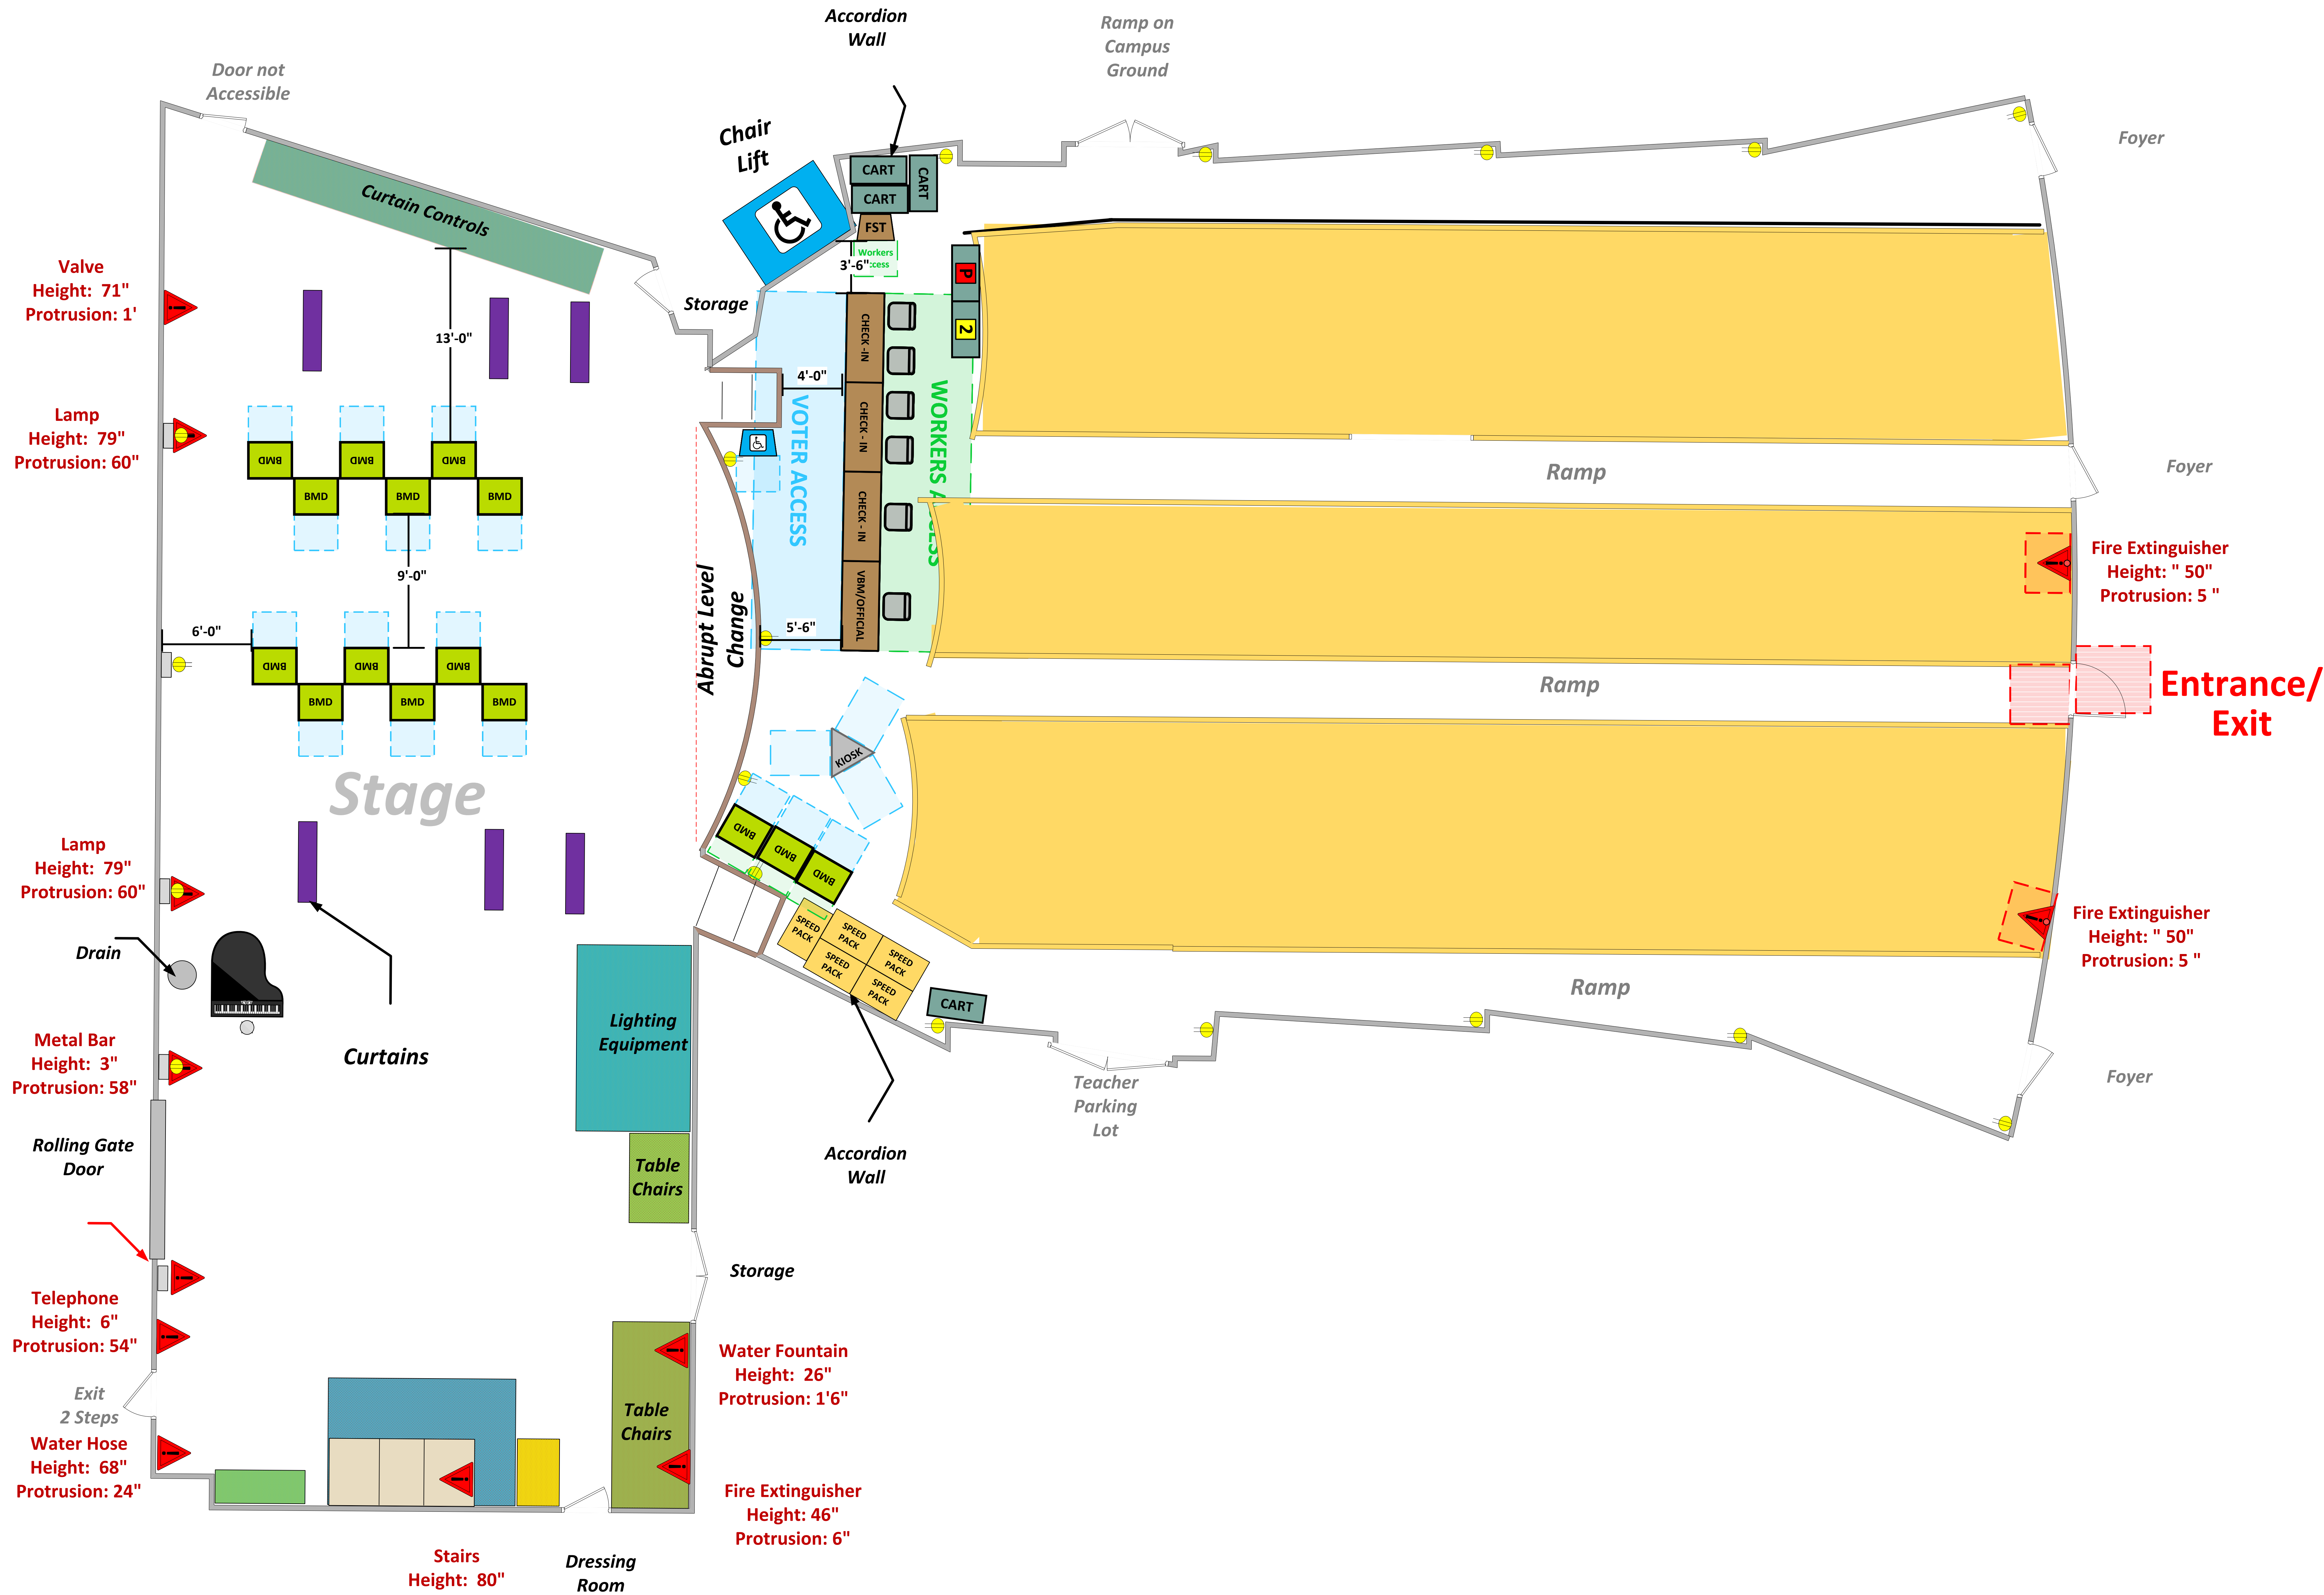 Accordion
Wall
Ramp on
Campus
Ground
Door not
Accessible
Chair
Lift
Foyer
CART
CART
CART
FST
Workers
3'-6"
Curtain Controls
Valve
Height: 71"
Protrusion: 1'
13'-0"
Storage
P
2
CHECK -IN
CHECK - IN
CHECK - IN
VBM/OFFICIAL
4'-0"
VOTER ACCESS
WORKERS
Lamp
Height: 79"
Protrusion: 60"
BMD
BMD
BMD
BMD
BMD
BMD
Ramp
Foyer
9'-0"
6'-0"
5'-6"
Abrupt Level
Change
Fire Extinguisher
Height: " 50"
Protrusion: 5 "
BMD
BMD
BMD
BMD
BMD
BMD
Ramp
Entrance/
Exit
KIOSK
Stage
BMD
BMD
BMD
Lamp
Height: 79"
Protrusion: 60"
SPEED
PACK
SPEED
PACK
SPEED
PACK
SPEED
PACK
SPEED
PACK
CART
Fire Extinguisher
Height: " 50"
Protrusion: 5 "
Drain
Ramp
Lighting
Equipment
Curtains
Metal Bar
Height: 3"
Protrusion: 58"
Teacher
Parking
Lot
Foyer
Rolling Gate
Door
Accordion
Wall
Table
Chairs
Storage
Telephone
Height: 6"
Protrusion: 54"
Water Fountain
Height: 26"
Protrusion: 1'6"
Exit
2 Steps
Table
Chairs
Water Hose
Height: 68"
Protrusion: 24"
Fire Extinguisher
Height: 46"
Protrusion: 6"
Stairs
Height: 80"
Dressing
Room